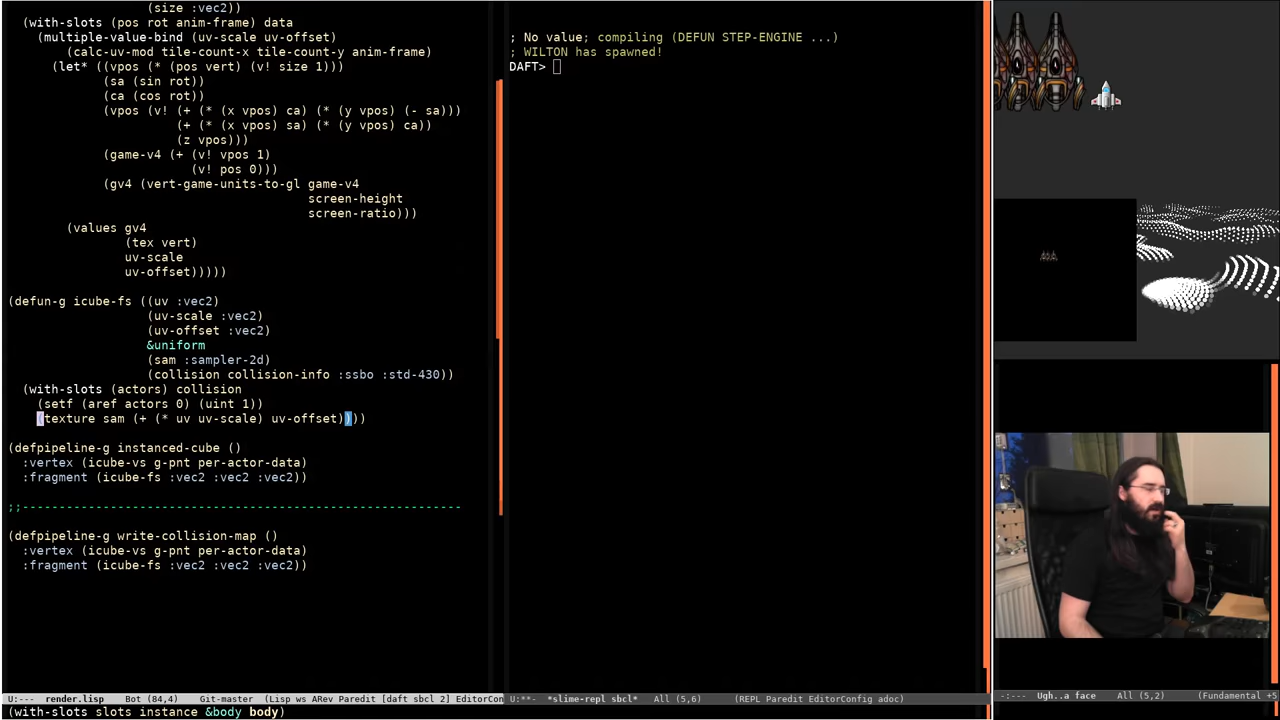 (size :vec2))
(with-slots (pos rot anim-frame) data
(multiple-value-bind (uv-scale uv-offset)
(calc-uv-mod tile-count-x tile-count-y anim-frame)
(let* ((vpos (* (pos vert) (v! size 1)))
(sa (sin rot))
(ca (cos rot))
(vpos (v! (+ (* (x vpos) ca) (* (y vpos) (- sa)))
(+ (* (x vpos) sa) (* (y vpos) ca))
(z vpos)))
(game-v4 (+ (v! vpos 1)
(v! pos 0)))
(gv4 (vert-game-units-to-gl game-v4
screen-height
screen-ratio)))
(values gv4
(tex vert)
uv-scale
uv-offset)))))
(defun-g icube-fs ((uv :vec2)
(uv-scale :vec2)
(uv-offset :vec2)
&uniform
(sam :sampler-2d)
(collision collision-info :ssbo :std-430))
(with-slots (actors) collision
(setf (aref actors 0) (uint 1))
(texture sam (+ (* uv uv-scale) uv-offset))))
(defpipeline-g instanced-cube ()
:vertex (icube-vs g-pnt per-actor-data)
:fragment (icube-fs :vec2 :vec2 :vec2))
;;------------------------------------------------------------
(defpipeline-g write-collision-map ()
:vertex (icube-vs g-pnt per-actor-data)
:fragment (icube-fs :vec2 :vec2 :vec2))
U:--- render.lisp Bot (84,4) Git-master (Lisp ws ARev Paredit [daft sbcl 2] EditorCon
(with-slots slots instance &body body)
; No value; compiling (DEFUN STEP-ENGINE ...)
; WILTON has spawned!
DAFT>
U:**- *slime-repl sbcl* All (5,6) (REPL Paredit EditorConfig adoc)
-:--- Ugh..a face All (5,2) (Fundamental +5